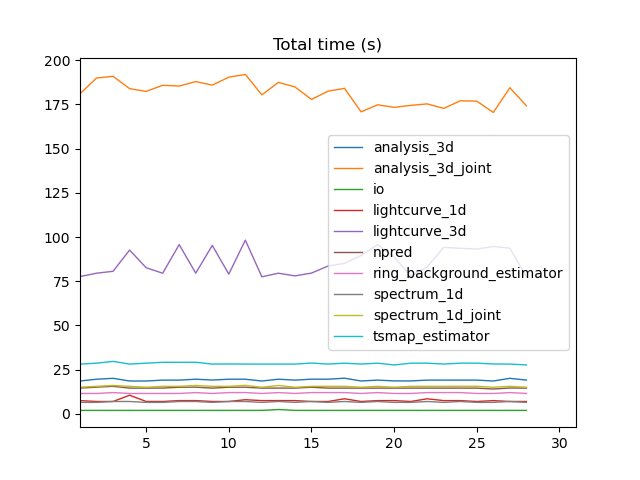 Total time (s)
200
175
150
125
100
75
50
25
0
analysis_3d
analysis_3d_joint
io
lightcurve_1d
lightcurve_3d
npred
ring_background_estimator
spectrum_1d
spectrum_1d_joint
tsmap_estimator
5 10 15 20 25 30